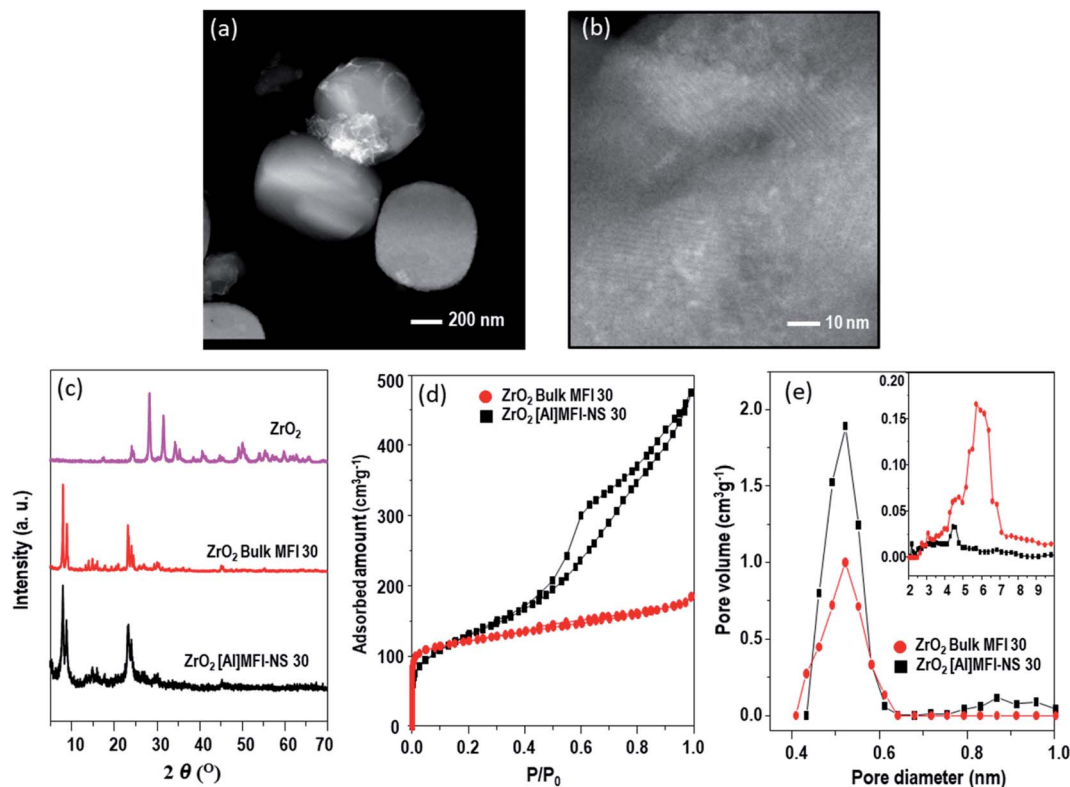 (a)
200 nm
(b)
10 nm
(c)
ZrO2
ZrO2 Bulk MFI 30
ZrO2 [Al]MFI-NS 30
Intensity (a. u.)
10 20 30 40 50 60 70
2 θ (O)
(d)
ZrO2 Bulk MFI 30
ZrO2 [Al]MFI-NS 30
Adsorbed amount (cm3g-1)
500
450
400
350
300
250
200
150
100
50
0
0.0 0.2 0.4 0.6 0.8 1.0
P/P0
(e)
Pore volume (cm3g-1)
2.0
1.5
1.0
0.5
0.0
0.20
0.15
0.10
0.05
0.00
2 3 4 5 6 7 8 9
ZrO2 Bulk MFI 30
ZrO2 [Al]MFI-NS 30
0.4 0.6 0.8 1.0
Pore diameter (nm)